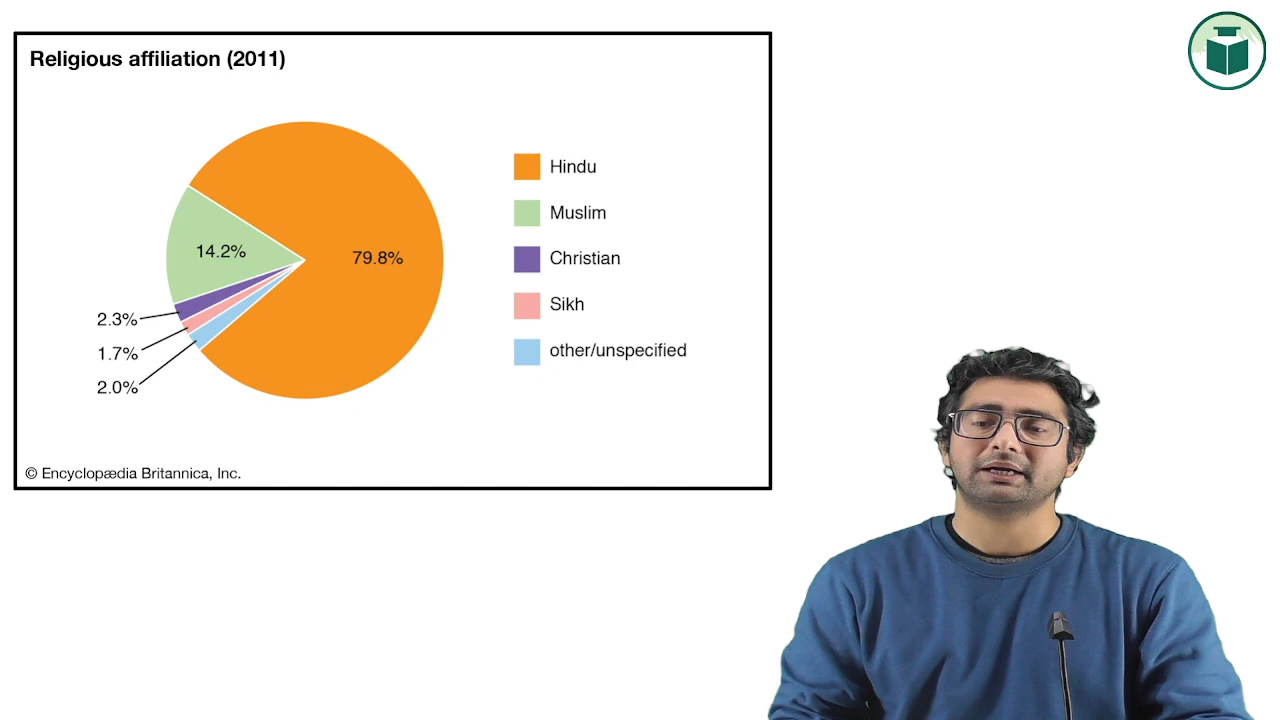 Religious affiliation (2011)
79.8%
14.2%
2.3%
1.7%
2.0%
Hindu
Muslim
Christian
Sikh
other/unspecified
© Encyclopædia Britannica, Inc.